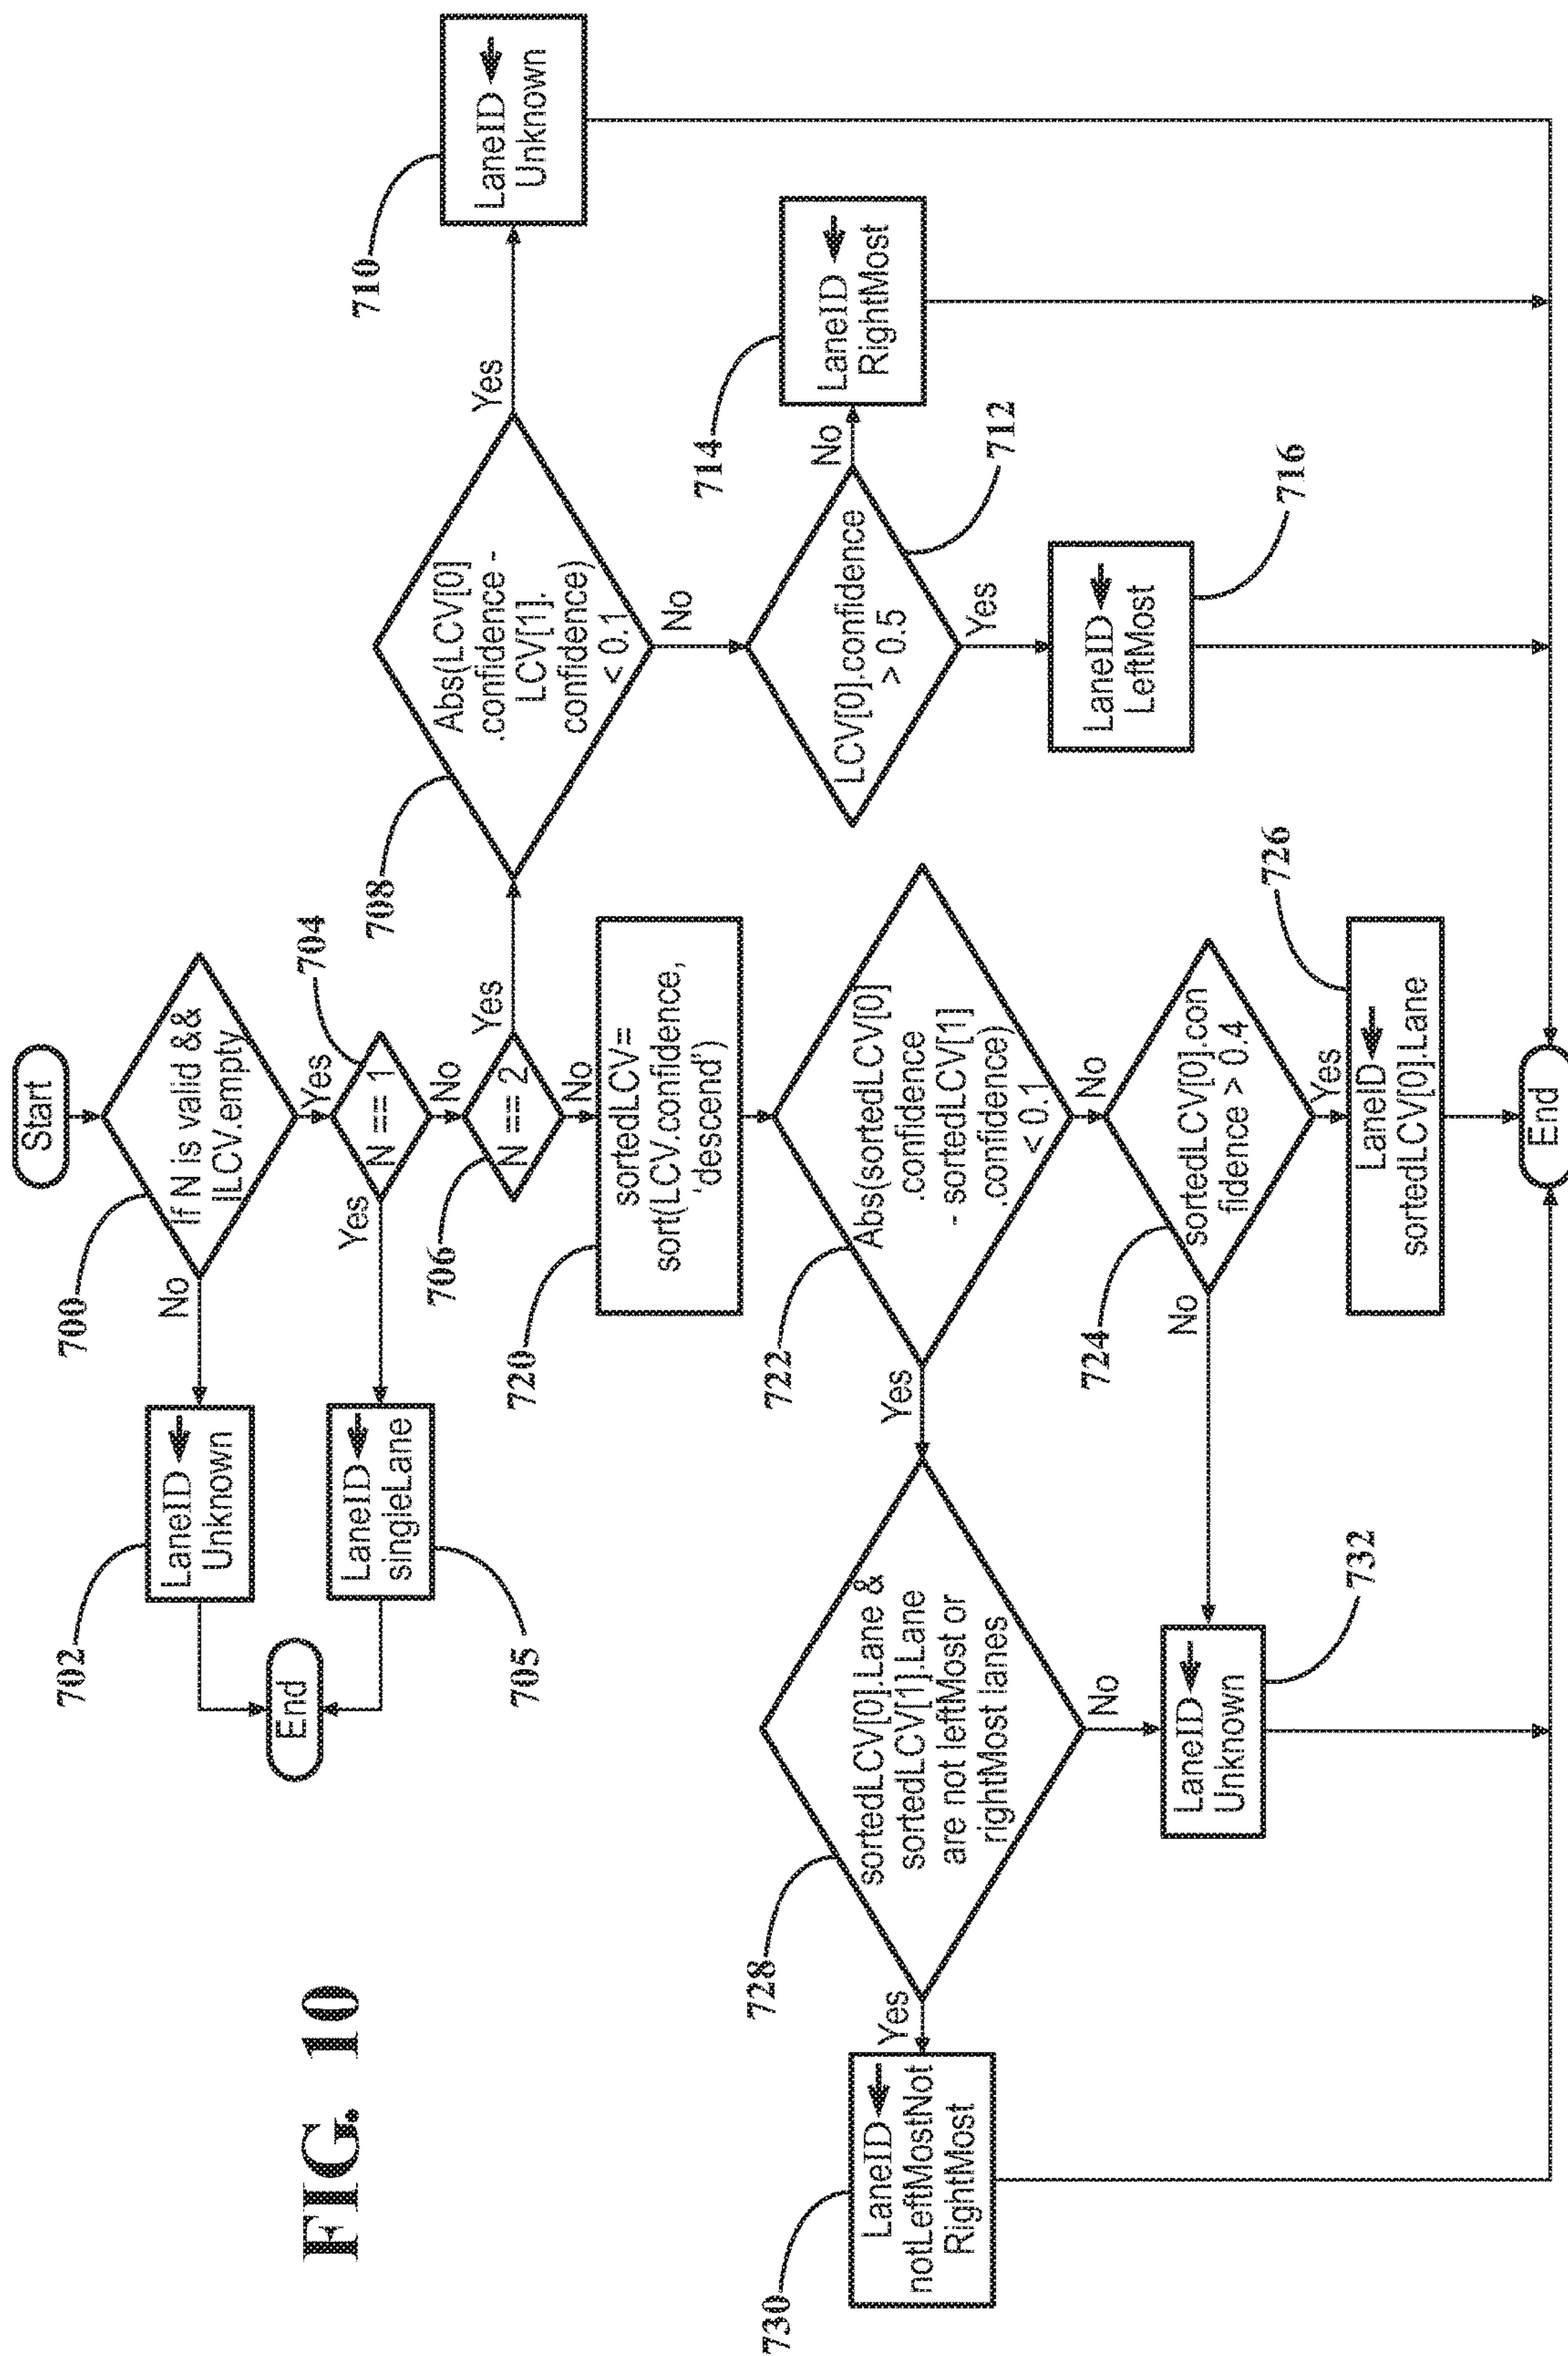 FIG. 10
Start
700
If N is valid &&
!LCV.empty
No
Yes
702
LaneID
Unknown
704
N == 1
Yes
No
705
LaneID
singleLane
End
706
N == 2
Yes
No
708
Abs(LCV[0]
.confidence -
LCV[1].
confidence)
< 0.1
Yes
No
710
LaneID
Unknown
712
LCV[0].confidence
> 0.5
No
Yes
714
LaneID
RightMost
716
LaneID
LeftMost
720
sortedLCV=
sort(LCV.confidence,
'descend")
722
Abs(sortedLCV[0]
.confidence
- sortedLCV[1]
.confidence)
< 0.1
Yes
No
724
sortedLCV[0].con
fidence > 0.4
No
Yes
726
LaneID
sortedLCV[0].Lane
728
sortedLCV[0].Lane &
sortedLCV[1].Lane
are not leftMost or
rightMost lanes
Yes
No
730
LaneID
notLeftMostNot
RightMost
732
LaneID
Unknown
End